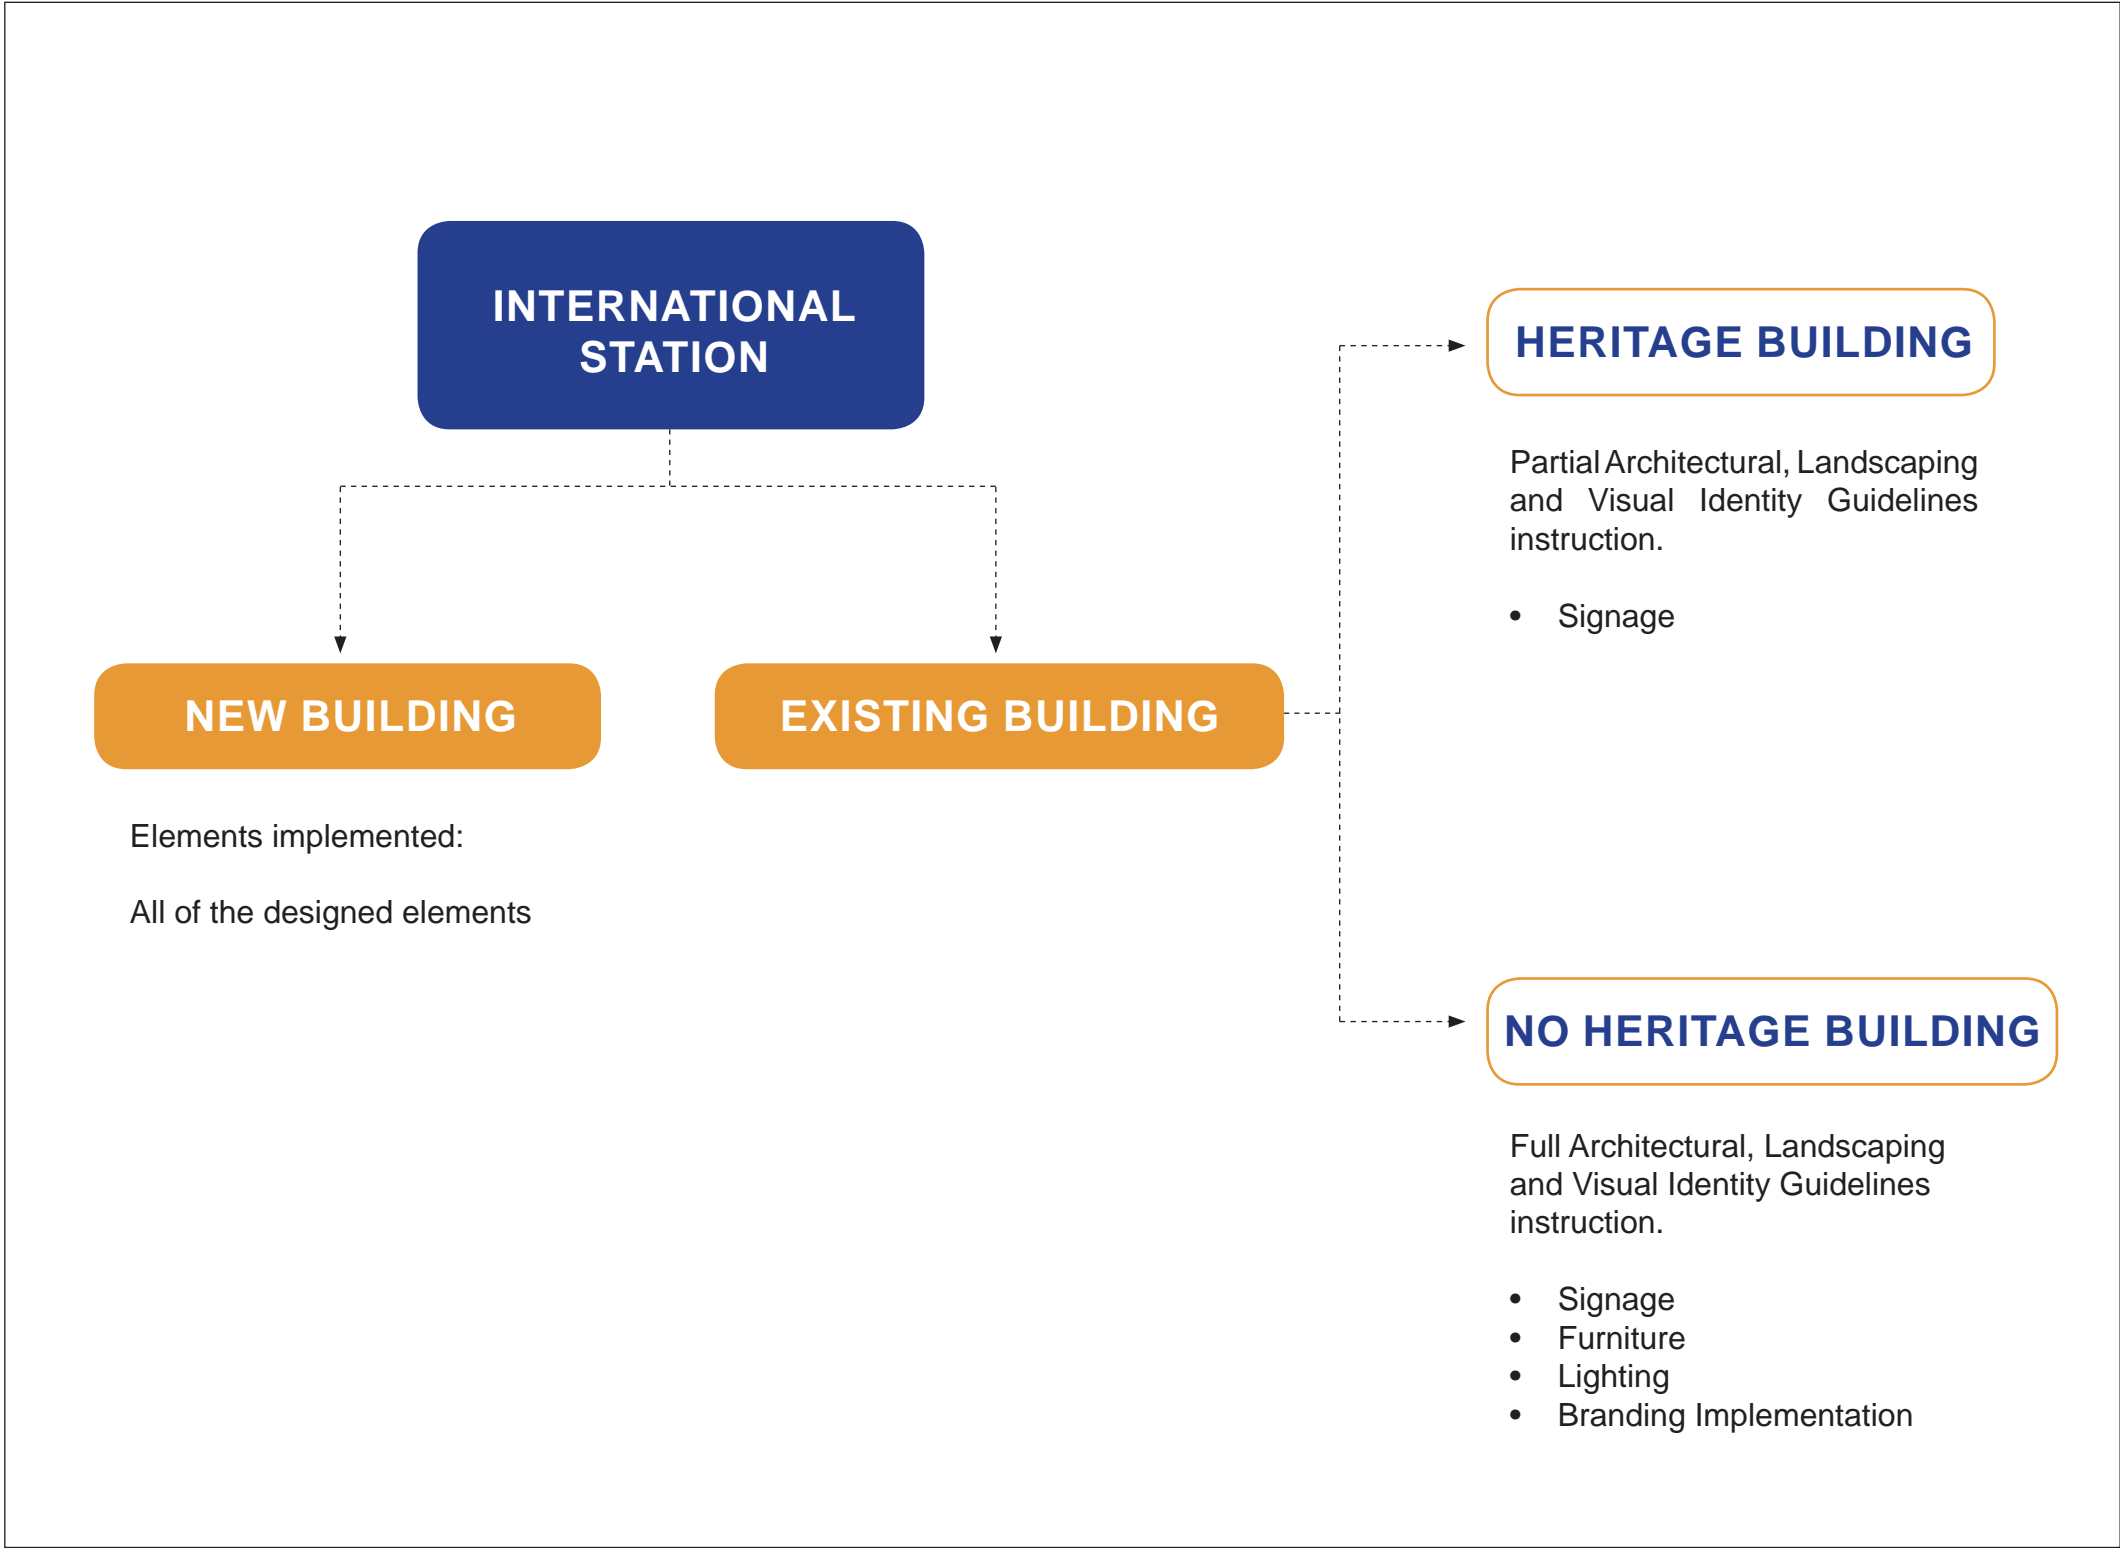 INTERNATIONAL
STATION
NEW BUILDING
Elements implemented:
All of the designed elements
EXISTING BUILDING
HERITAGE BUILDING
Partial Architectural, Landscaping
and Visual Identity Guidelines
instruction.
• Signage
NO HERITAGE BUILDING
Full Architectural, Landscaping
and Visual Identity Guidelines
instruction.
• Signage
• Furniture
• Lighting
• Branding Implementation